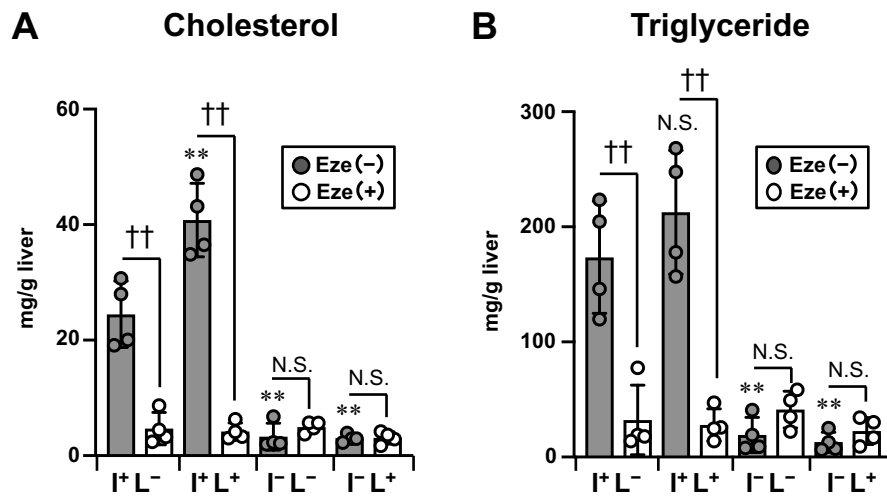 A Cholesterol
mg/g liver
60
40
20
0
††
**
††
Eze(−)
Eze(+)
**
N.S.
**
N.S.
I⁺ L⁻ I⁺ L⁺ I⁻ L⁻ I⁻ L⁺
B Triglyceride
mg/g liver
300
200
100
0
††
N.S.
††
Eze(−)
Eze(+)
**
N.S.
**
N.S.
I⁺ L⁻ I⁺ L⁺ I⁻ L⁻ I⁻ L⁺